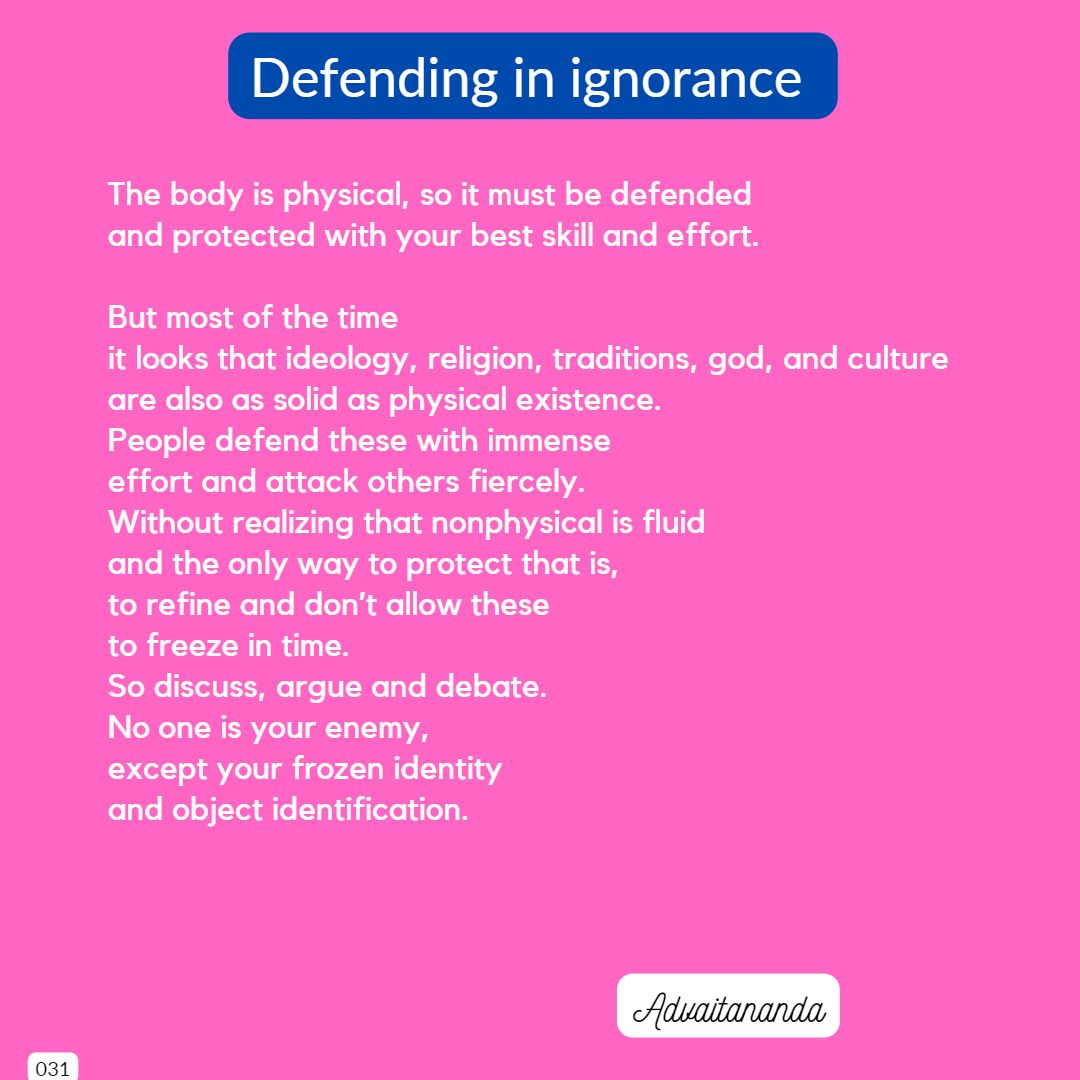 Defending in ignorance
The body is physical, so it must be defended
and protected with your best skill and effort.
But most of the time
it looks that ideology, religion, traditions, god, and culture
are also as solid as physical existence.
People defend these with immense
effort and attack others fiercely.
Without realizing that nonphysical is fluid
and the only way to protect that is,
to refine and don't allow these
to freeze in time.
So discuss, argue and debate.
No one is your enemy,
except your frozen identity
and object identification.
Advaitananda
031